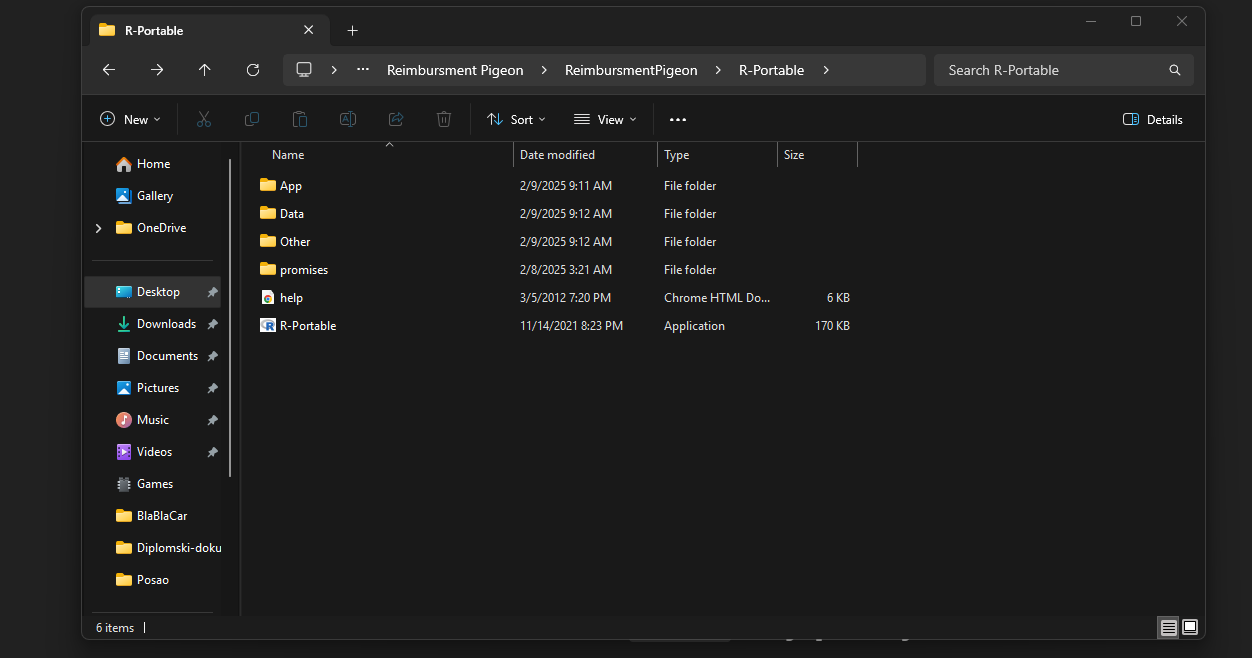 R-Portable
Reimbursment Pigeon ReimbursmentPigeon R-Portable
Search R-Portable
New Sort View Details
Name Date modified Type Size
App 2/9/2025 9:11 AM File folder
Data 2/9/2025 9:12 AM File folder
Other 2/9/2025 9:12 AM File folder
promises 2/8/2025 3:21 AM File folder
help 3/5/2012 7:20 PM Chrome HTML Do... 6 KB
R-Portable 11/14/2021 8:23 PM Application 170 KB
Home
Gallery
OneDrive
Desktop
Downloads
Documents
Pictures
Music
Videos
Games
BlaBlaCar
Diplomski-doku
Posao
6 items